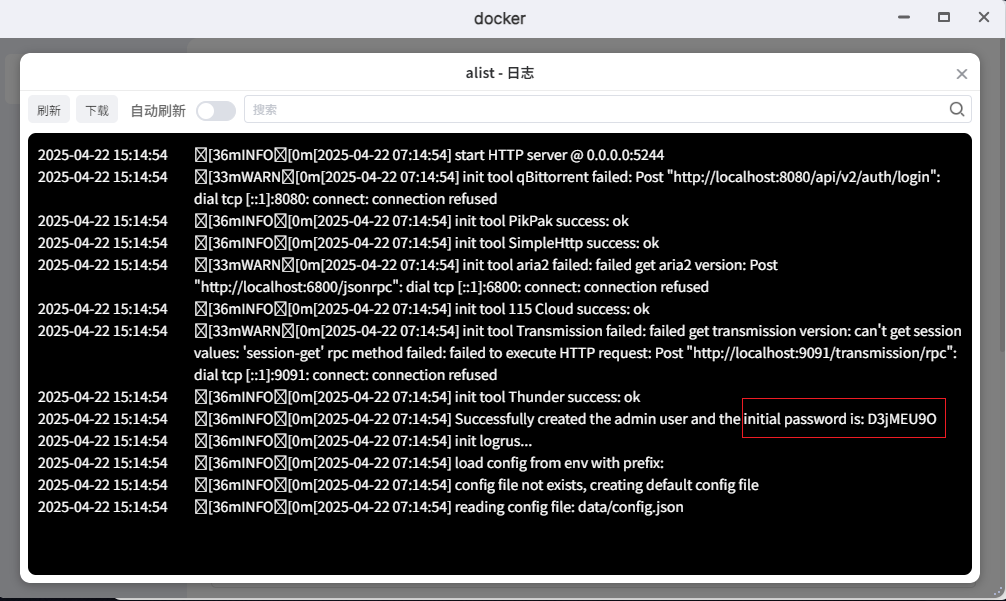 docker
alist - 日志
刷新 下载 自动刷新 搜索
2025-04-22 15:14:54 [36mINFO[0m[2025-04-22 07:14:54] start HTTP server @ 0.0.0.0:5244
2025-04-22 15:14:54 [33mWARN[0m[2025-04-22 07:14:54] init tool qBittorrent failed: Post "http://localhost:8080/api/v2/auth/login":
dial tcp [::1]:8080: connect: connection refused
2025-04-22 15:14:54 [36mINFO[0m[2025-04-22 07:14:54] init tool PikPak success: ok
2025-04-22 15:14:54 [36mINFO[0m[2025-04-22 07:14:54] init tool SimpleHttp success: ok
2025-04-22 15:14:54 [33mWARN[0m[2025-04-22 07:14:54] init tool aria2 failed: failed get aria2 version: Post
"http://localhost:6800/jsonrpc": dial tcp [::1]:6800: connect: connection refused
2025-04-22 15:14:54 [36mINFO[0m[2025-04-22 07:14:54] init tool 115 Cloud success: ok
2025-04-22 15:14:54 [33mWARN[0m[2025-04-22 07:14:54] init tool Transmission failed: failed get transmission version: can't get session
values: 'session-get' rpc method failed: failed to execute HTTP request: Post "http://localhost:9091/transmission/rpc":
dial tcp [::1]:9091: connect: connection refused
2025-04-22 15:14:54 [36mINFO[0m[2025-04-22 07:14:54] init tool Thunder success: ok
2025-04-22 15:14:54 [36mINFO[0m[2025-04-22 07:14:54] Successfully created the admin user and the initial password is: D3jMEU9O
2025-04-22 15:14:54 [36mINFO[0m[2025-04-22 07:14:54] init logrus...
2025-04-22 15:14:54 [36mINFO[0m[2025-04-22 07:14:54] load config from env with prefix:
2025-04-22 15:14:54 [36mINFO[0m[2025-04-22 07:14:54] config file not exists, creating default config file
2025-04-22 15:14:54 [36mINFO[0m[2025-04-22 07:14:54] reading config file: data/config.json